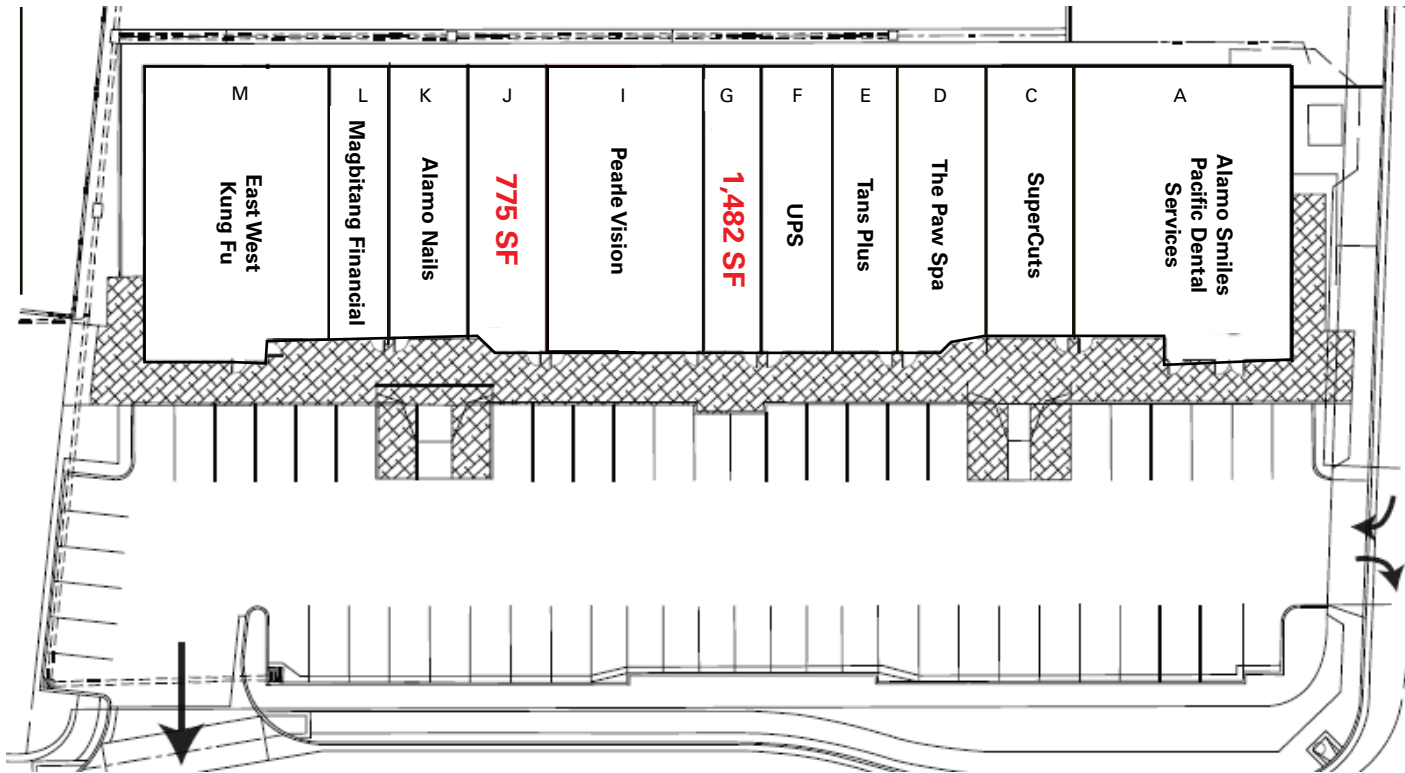 M
L
K
J
I
G
F
E
D
C
A
East West
Kung Fu
Magbitang Financial
Alamo Nails
775 SF
Pearle Vision
1,482 SF
UPS
Tans Plus
The Paw Spa
SuperCuts
Alamo Smiles
Pacific Dental
Services